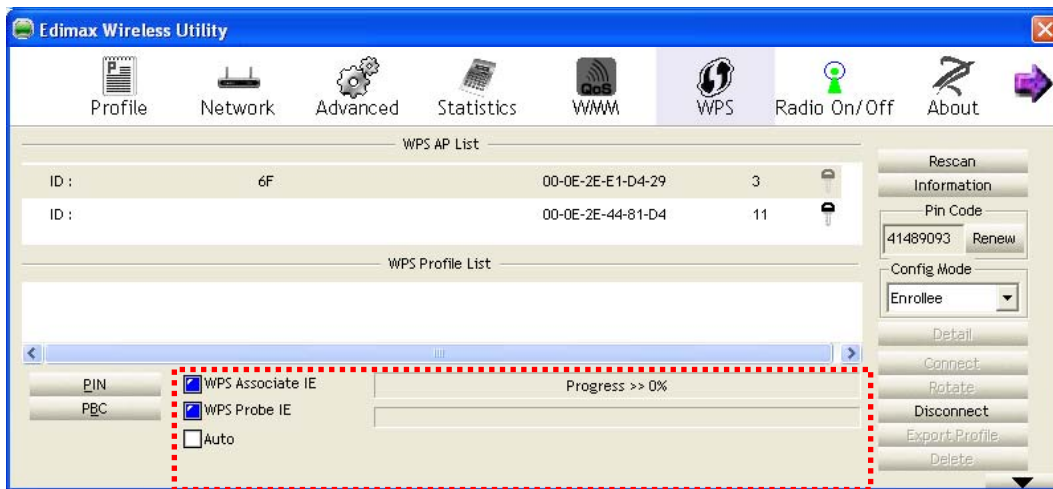 Edimax Wireless Utility
Profile Network Advanced Statistics WMM WPS Radio On/Off About
QoS
WPS AP List
ID : 6F 00-0E-2E-E1-D4-29 3
ID : 00-0E-2E-44-81-D4 11
WPS Profile List
PIN
PBC
WPS Associate IE
WPS Probe IE
Auto
Progress >> 0%
Rescan
Information
Pin Code
41489093 Renew
Config Mode
Enrollee
Detail
Connect
Rotate
Disconnect
Export Profile
Delete